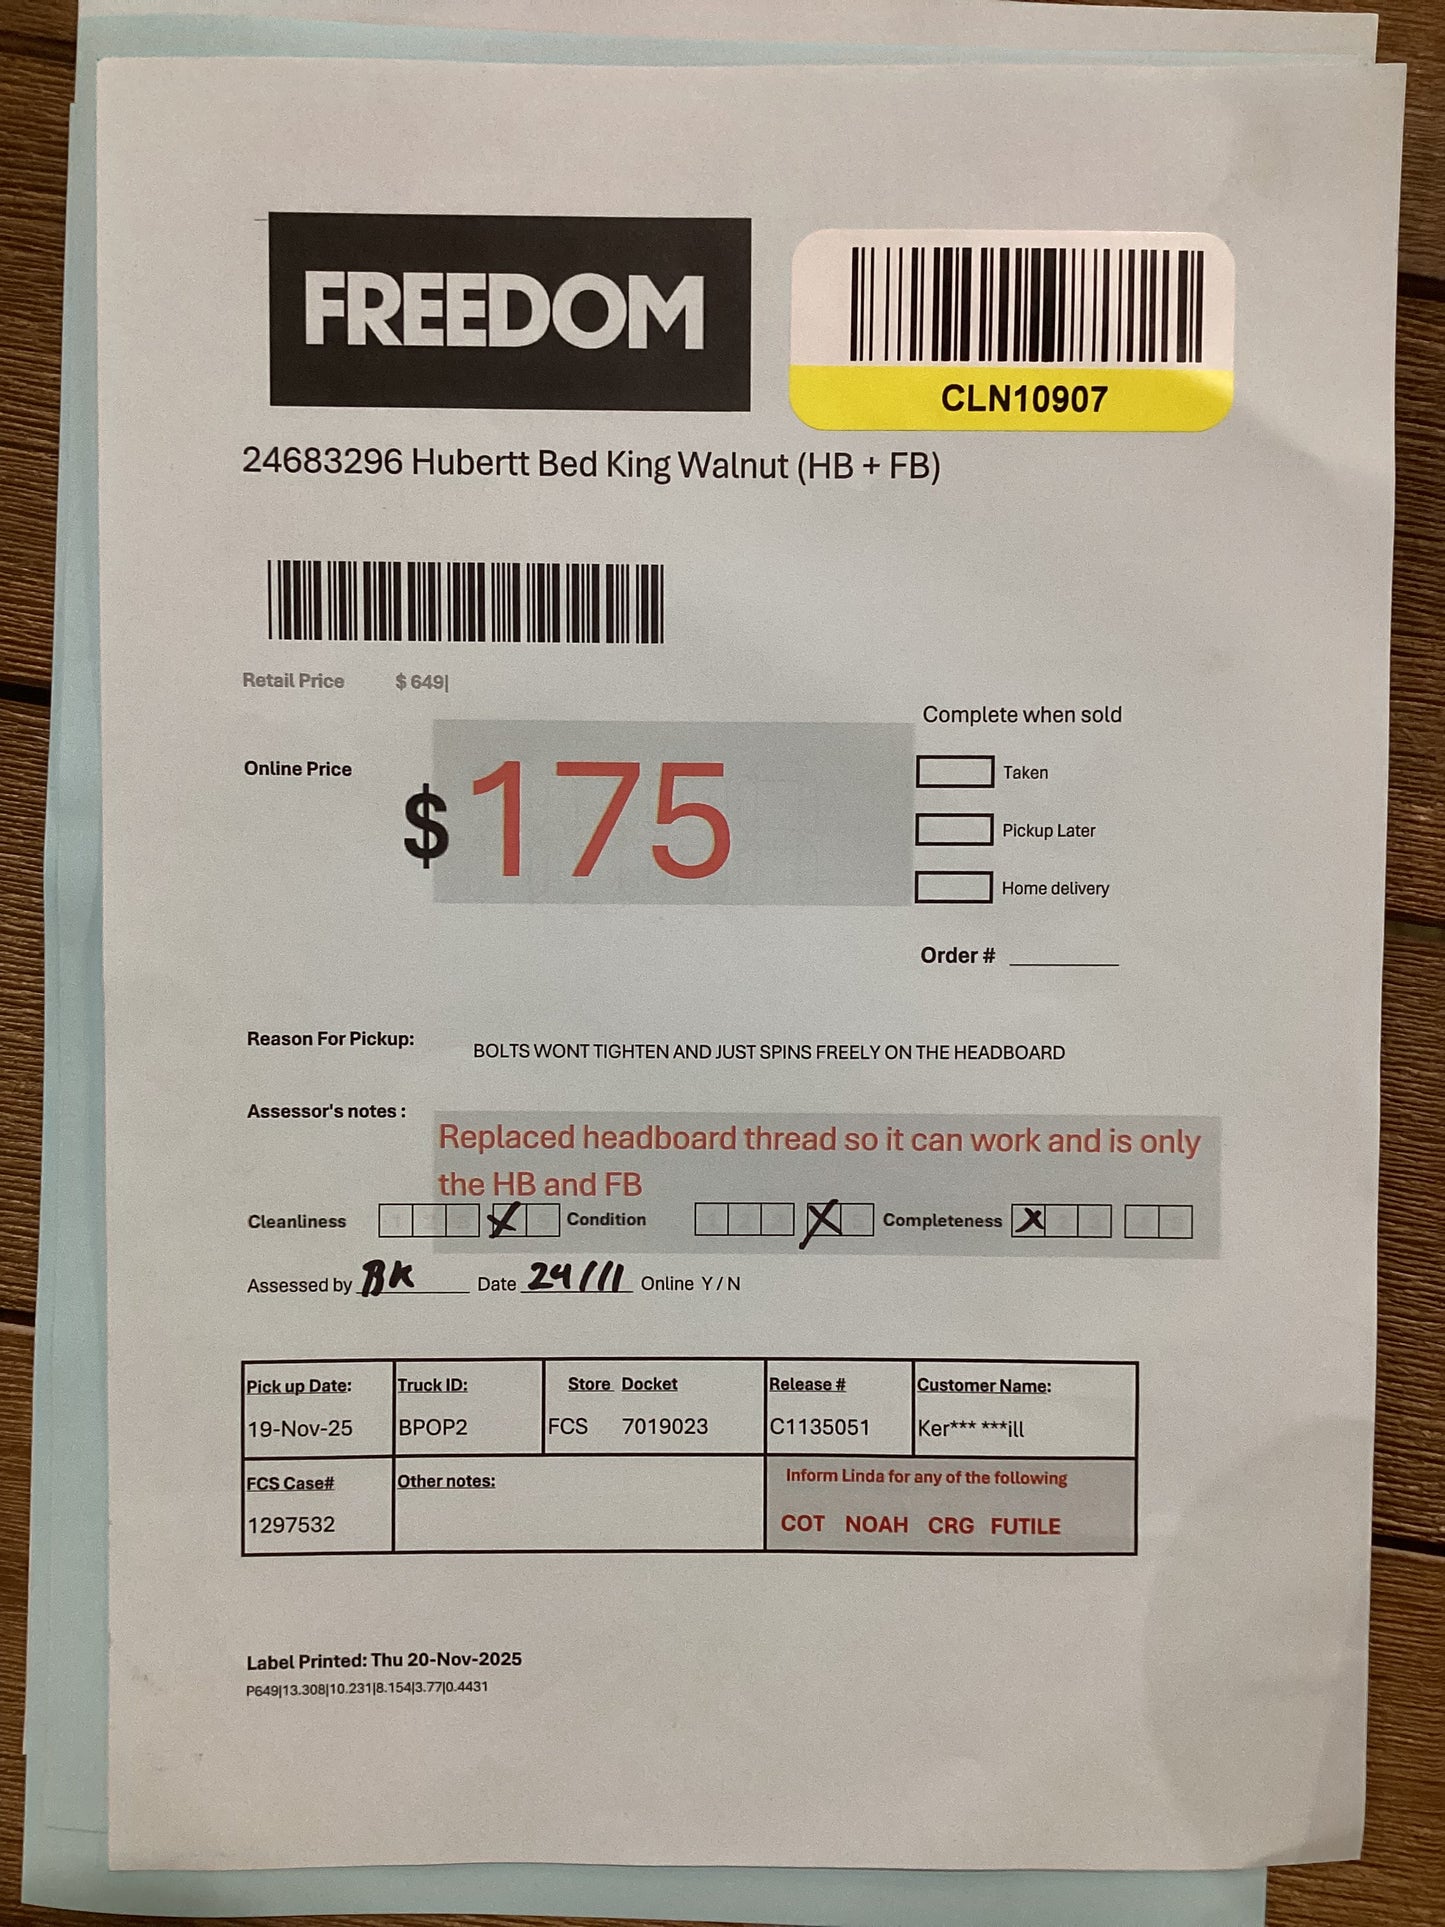 FREEDOM
CLN10907
24683296 Hubertt Bed King Walnut (HB + FB)
Retail Price $ 649|
Complete when sold
Online Price $ 175
Taken
Pickup Later
Home delivery
Order #
Reason For Pickup: BOLTS WONT TIGHTEN AND JUST SPINS FREELY ON THE HEADBOARD
Assessor's notes :
Replaced headboard thread so it can work and is only
the HB and FB
Cleanliness X Condition X Completeness X
Assessed by BK Date 24/11 Online Y / N
Pick up Date: Truck ID: Store Docket Release # Customer Name:
19-Nov-25 BPOP2 FCS 7019023 C1135051 Ker*** ***ill
FCS Case# Other notes: Inform Linda for any of the following
1297532 COT NOAH CRG FUTILE
Label Printed: Thu 20-Nov-2025
P649|13.308|10.231|8.154|3.77|0.4431